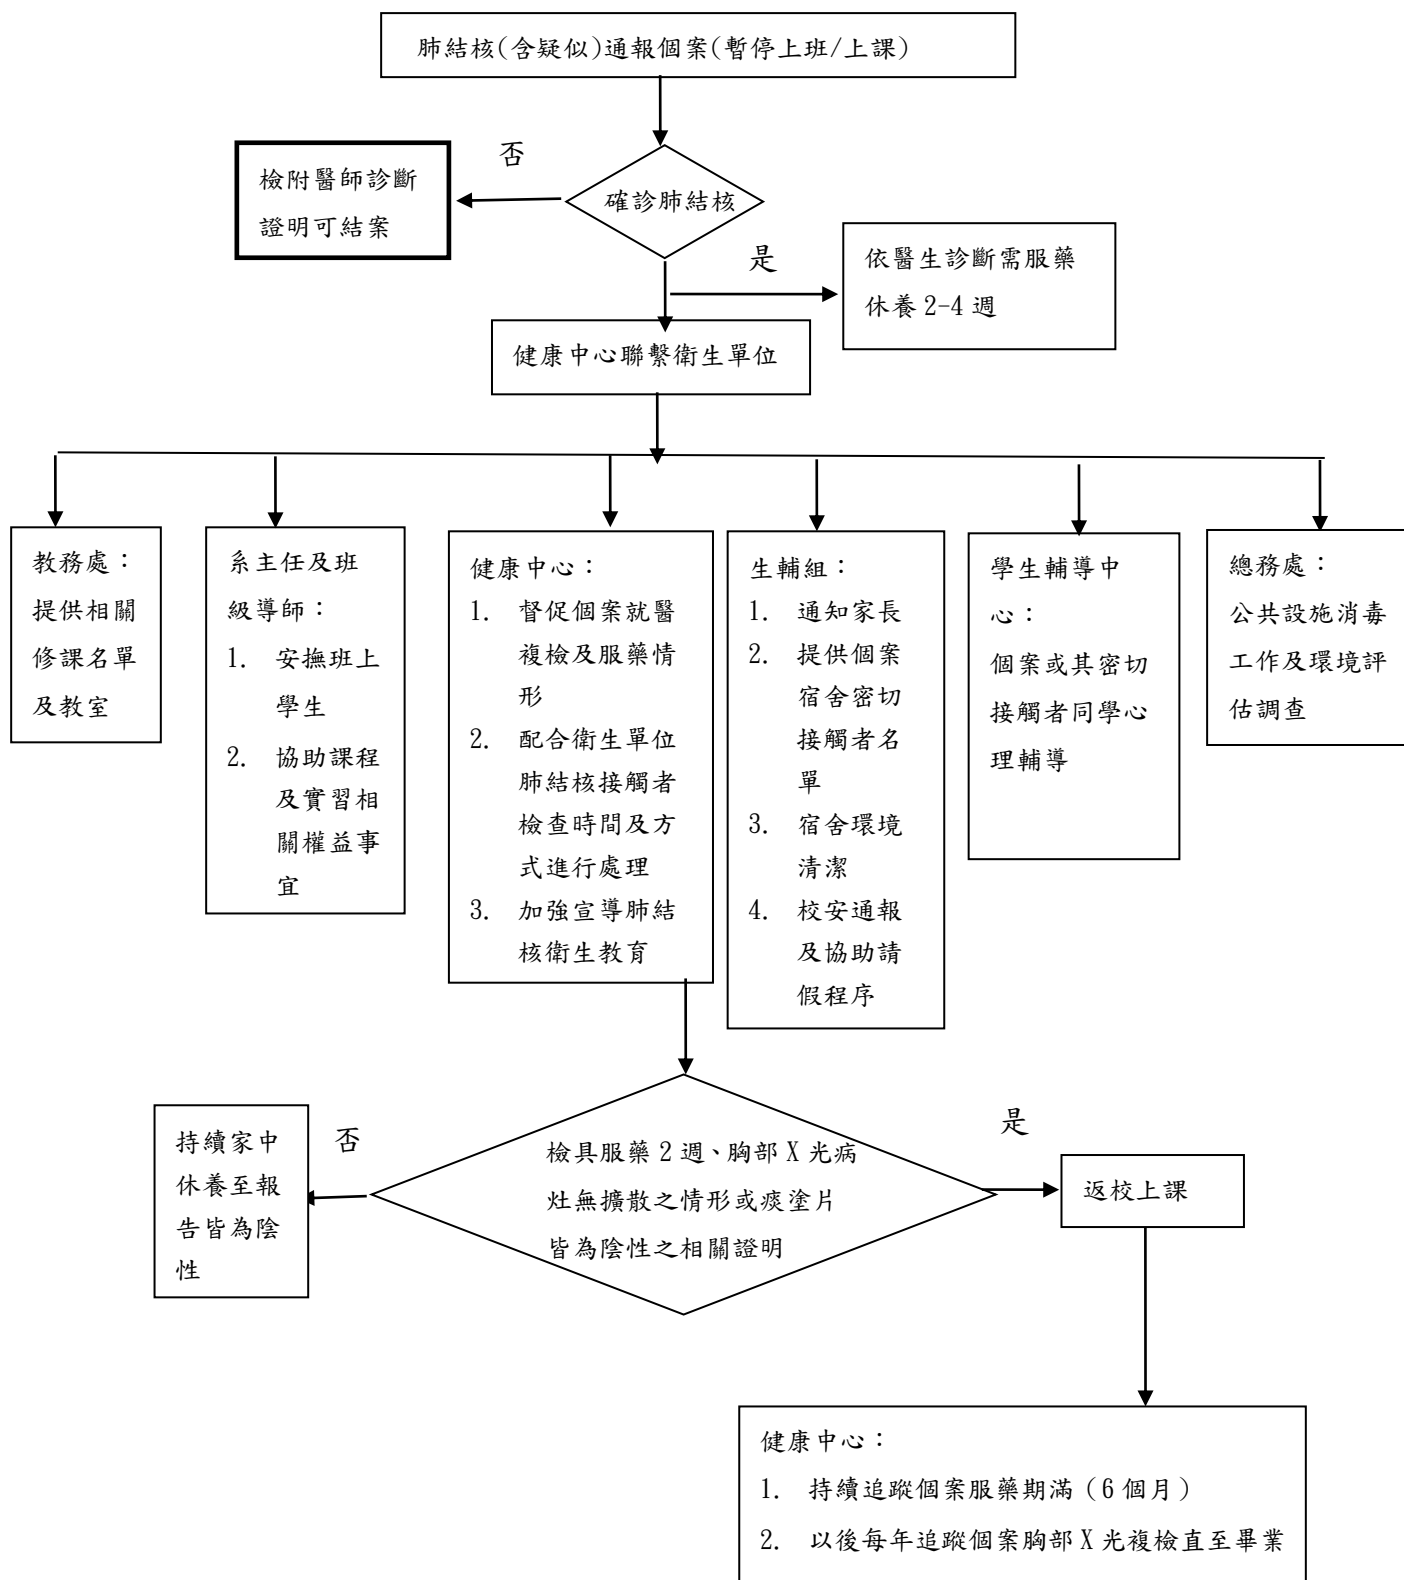 肺結核(含疑似)通報個案(暫停上班/上課)
否
檢附醫師診斷
證明可結案
確診肺結核
是
依醫生診斷需服藥
休養 2-4 週
健康中心聯繫衛生單位
教務處：
提供相關
修課名單
及教室
系主任及班
級導師：
1. 安撫班上
學生
2. 協助課程
及實習相
關權益事
宜
健康中心：
1. 督促個案就醫
複檢及服藥情
形
2. 配合衛生單位
肺結核接觸者
檢查時間及方
式進行處理
3. 加強宣導肺結
核衛生教育
生輔組：
1. 通知家長
2. 提供個案
宿舍密切
接觸者名
單
3. 宿舍環境
清潔
4. 校安通報
及協助請
假程序
學生輔導中
心：
個案或其密切
接觸者同學心
理輔導
總務處：
公共設施消毒
工作及環境評
估調查
持續家中
休養至報
告皆為陰
性
否
檢具服藥 2 週、胸部 X 光病
灶無擴散之情形或痰塗片
皆為陰性之相關證明
是
返校上課
健康中心：
1. 持續追蹤個案服藥期滿（6 個月）
2. 以後每年追蹤個案胸部 X 光複檢直至畢業